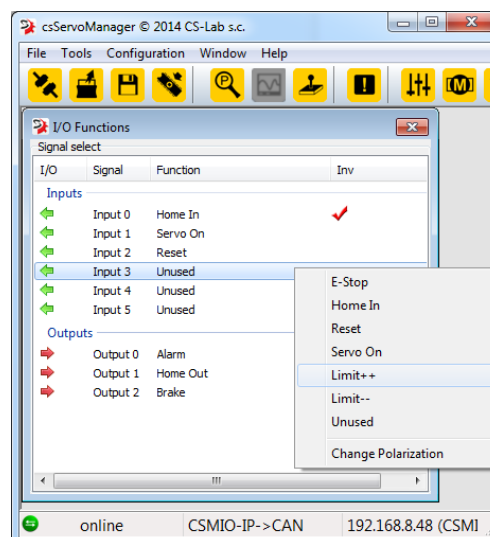 csServoManager © 2014 CS-Lab s.c.
File Tools Configuration Window Help
I/O Functions
Signal select
I/O Signal Function Inv
Inputs
Input 0 Home In
Input 1 Servo On
Input 2 Reset
Input 3 Unused
Input 4 Unused
Input 5 Unused
Outputs
Output 0 Alarm
Output 1 Home Out
Output 2 Brake
E-Stop
Home In
Reset
Servo On
Limit++
Limit--
Unused
Change Polarization
online CSMIO-IP->CAN 192.168.8.48 (CSMI